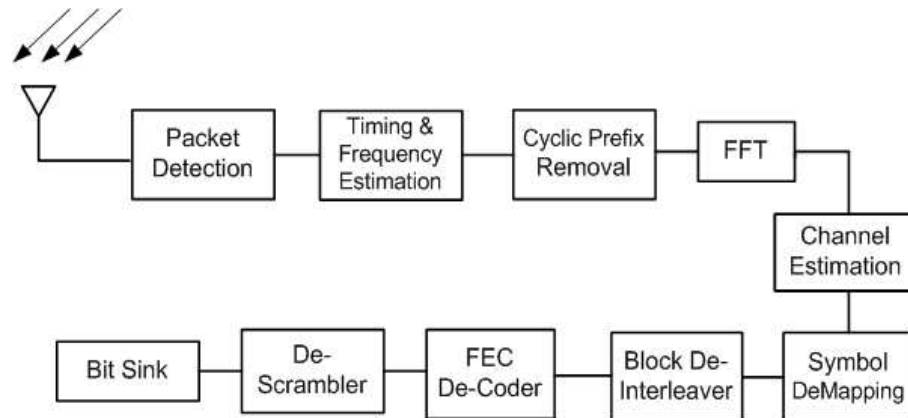 Packet
Detection
Timing &
Frequency
Estimation
Cyclic Prefix
Removal
FFT
Channel
Estimation
Symbol
DeMapping
Block De-
Interleaver
FEC
De-Coder
De-
Scrambler
Bit Sink